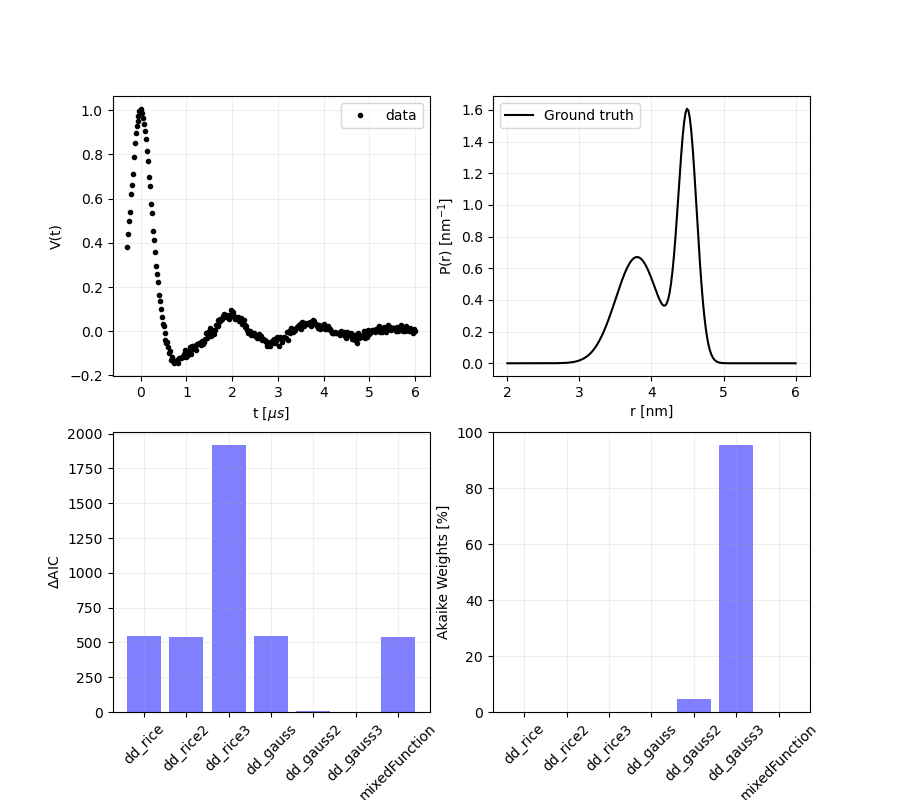 1.0
0.8
0.6
0.4
0.2
0.0
−0.2
V(t)
data
0 1 2 3 4 5 6
t [μs]
1.6
1.4
1.2
1.0
0.8
0.6
0.4
0.2
0.0
P(r) [nm⁻¹]
Ground truth
2 3 4 5 6
r [nm]
2000
1750
1500
1250
1000
750
500
250
0
ΔAIC
dd_rice
dd_rice2
dd_rice3
dd_gauss
dd_gauss2
dd_gauss3
mixedFunction
100
80
60
40
20
0
Akaike Weights [%]
dd_rice
dd_rice2
dd_rice3
dd_gauss
dd_gauss2
dd_gauss3
mixedFunction